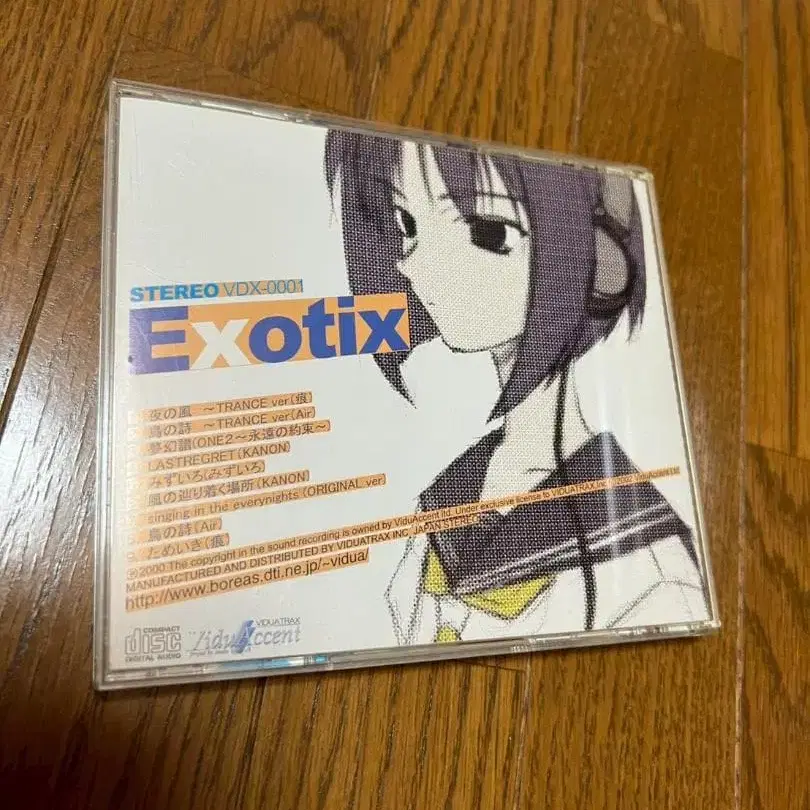 STEREO VDX-0001
Exotix
夜の風 ～TRANCE ver(痕)
鳥の詩 ～TRANCE ver(Air)
夢幻譜(ONE2～永遠の約束～)
LASTREGRET(KANON)
みずいろ(みずいろ)
風の辿り着く場所(KANON)
singing in the everynights (ORIGINAL ver)
鳥の詩(Air)
9. ためいき(痕)
℗2000 The copyright in the sound recording is owned by ViduAccent ltd. Under exclusive license to VIDUATRAX.Inc
MANUFACTURED AND DISTRIBUTED BY VIDUATRAX INC, JAPAN STEREO
http://www.boreas.dti.ne.jp/~vidua/
COMPACT
disc
DIGITAL AUDIO
VIDUATRAX
ViduAccent